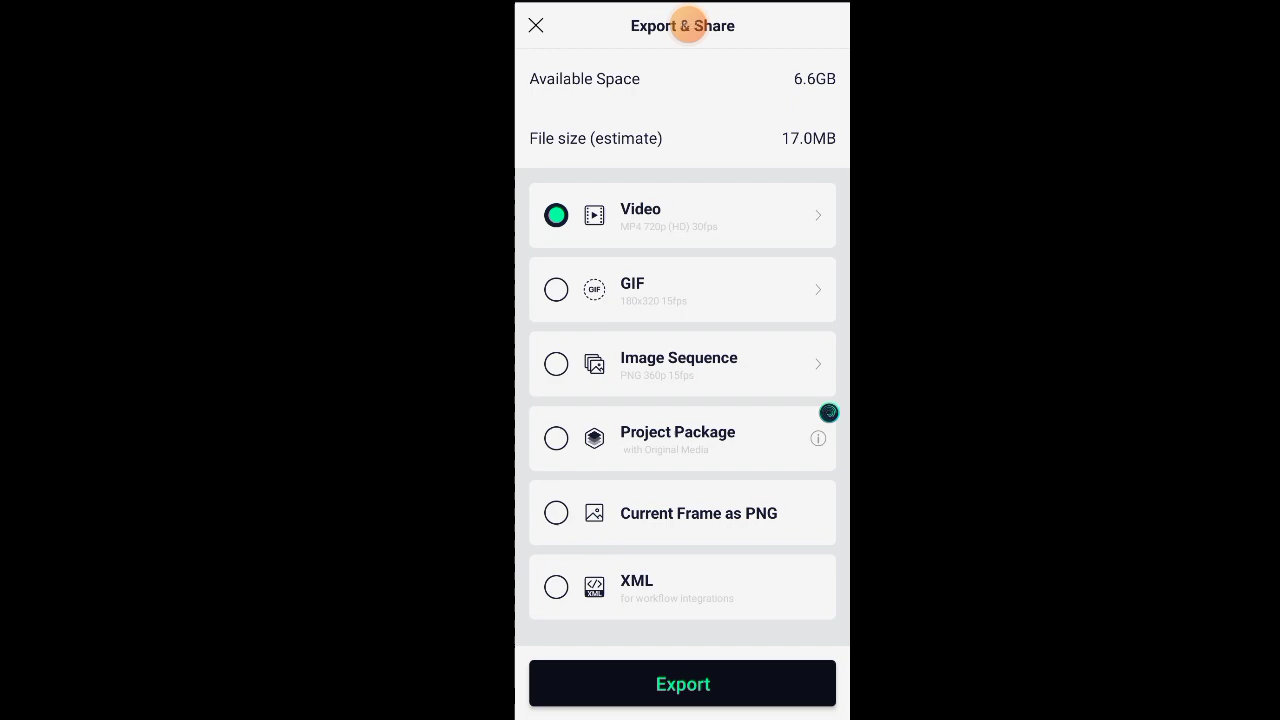 Export & Share
Available Space 6.6GB
File size (estimate) 17.0MB
Video
MP4 720p (HD) 30fps
GIF
GIF
180x320 15fps
Image Sequence
PNG 360p 15fps
Project Package
with Original Media
Current Frame as PNG
XML
XML
for workflow integrations
Export